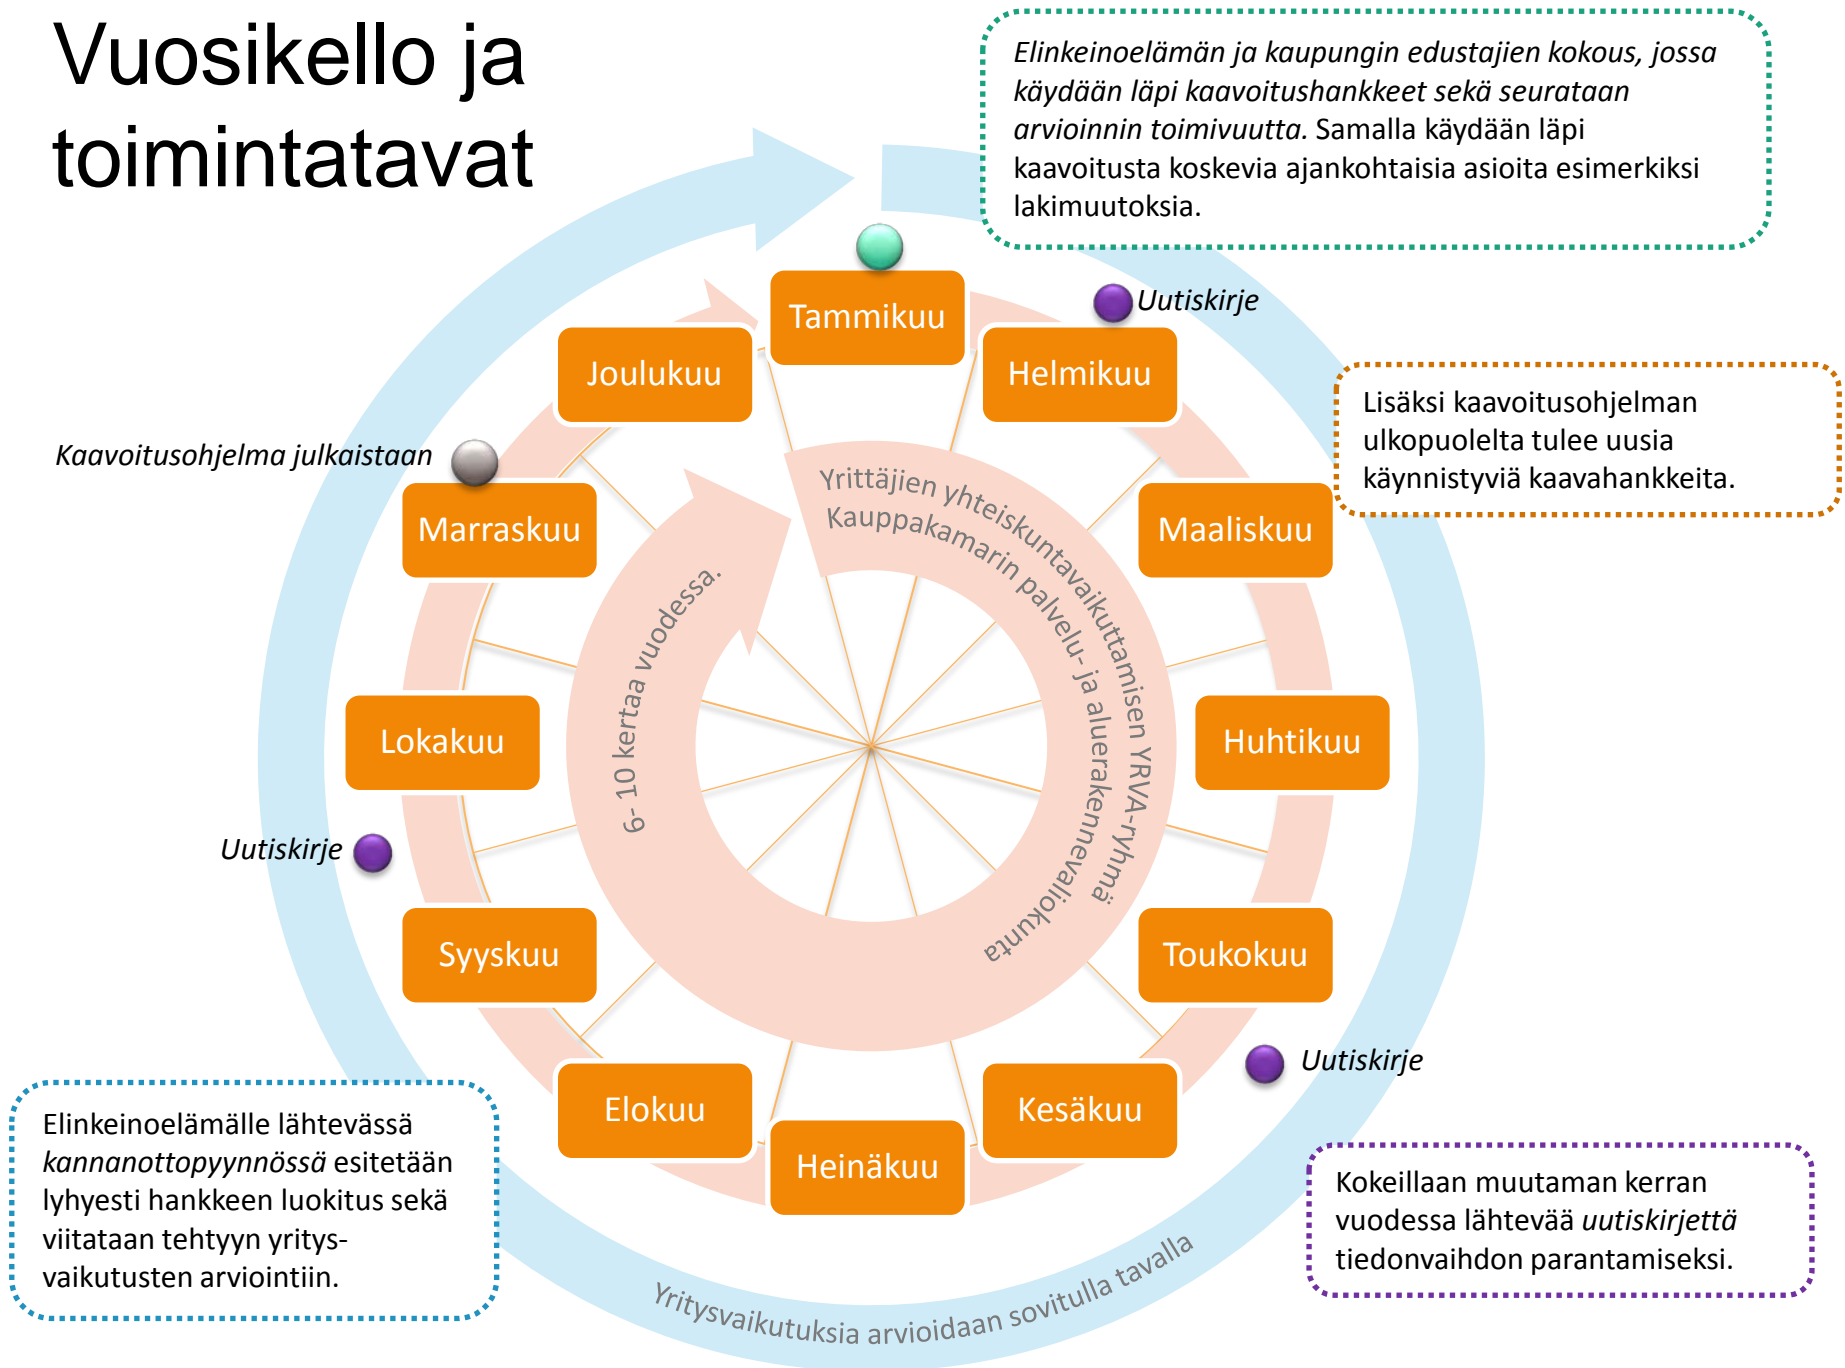 Vuosikello ja
toimintatavat
Elinkeinoelämän ja kaupungin edustajien kokous, jossa
käydään läpi kaavoitushankkeet sekä seurataan
arvioinnin toimivuutta. Samalla käydään läpi
kaavoitusta koskevia ajankohtaisia asioita esimerkiksi
lakimuutoksia.
Tammikuu
Uutiskirje
Helmikuu
Joulukuu
Lisäksi kaavoitusohjelman
ulkopuolelta tulee uusia
käynnistyviä kaavahankkeita.
Kaavoitusohjelma julkaistaan
Marraskuu
Maaliskuu
Yrittäjien yhteiskuntavaikuttamisen YRVA-ryhmä
Kauppakamarin palvelu- ja aluerakennevaliokunta
6- 10 kertaa vuodessa.
Lokakuu
Huhtikuu
Uutiskirje
Syyskuu
Toukokuu
Uutiskirje
Elokuu
Kesäkuu
Heinäkuu
Elinkeinoelämälle lähtevässä
kannanottopyynnössä esitetään
lyhyesti hankkeen luokitus sekä
viitataan tehtyyn yritys-
vaikutusten arviointiin.
Kokeillaan muutaman kerran
vuodessa lähtevää uutiskirjettä
tiedonvaihdon parantamiseksi.
Yritysvaikutuksia arvioidaan sovitulla tavalla